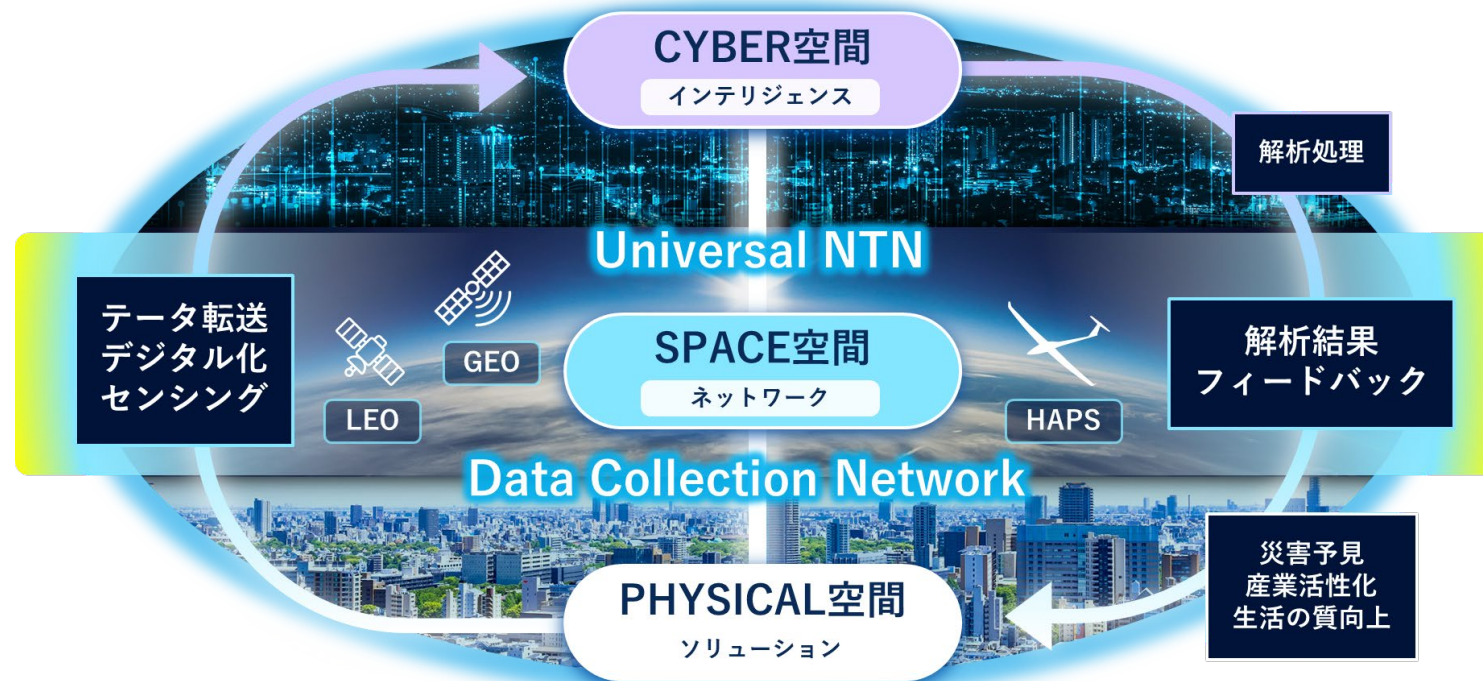 CYBER空間
インテリジェンス
解析処理
Universal NTN
データ転送
デジタル化
センシング
GEO
LEO
SPACE空間
ネットワーク
HAPS
解析結果
フィードバック
Data Collection Network
PHYSICAL空間
ソリューション
災害予見
産業活性化
生活の質向上